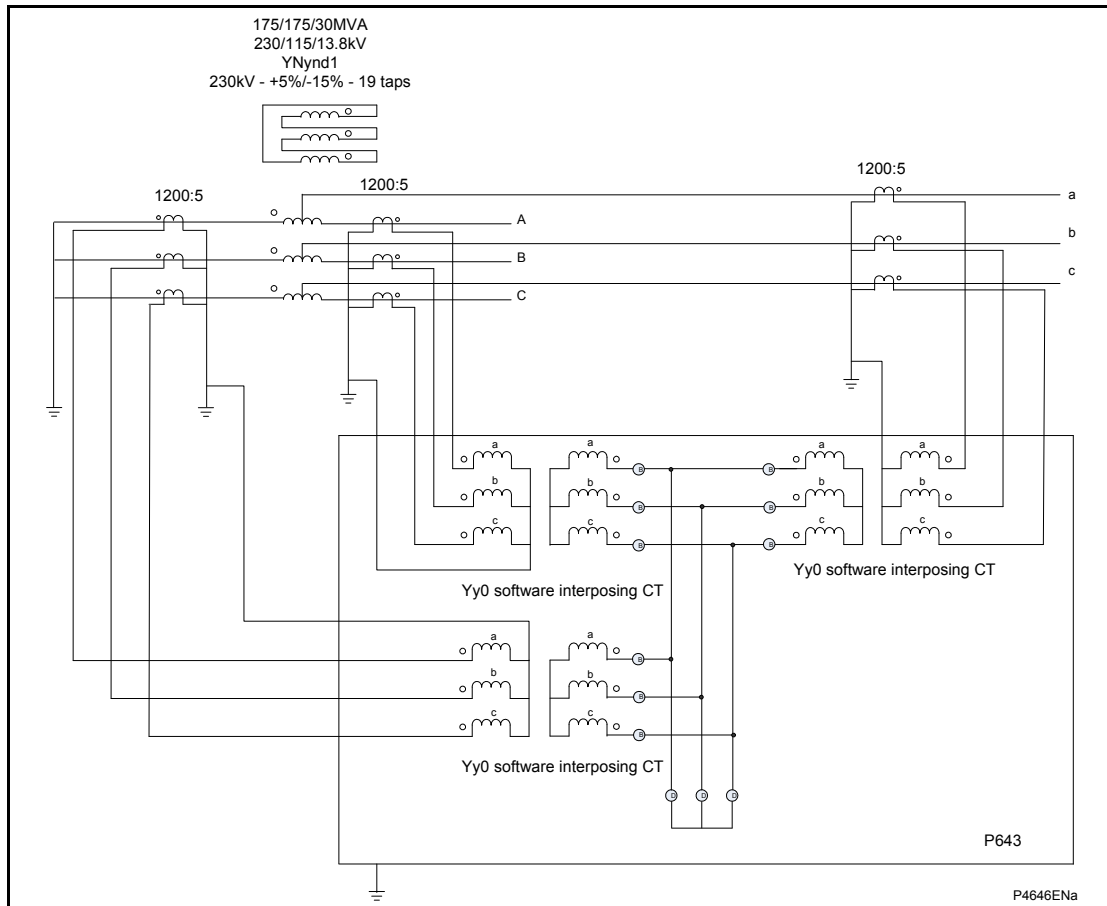 175/175/30MVA
230/115/13.8kV
YNynd1
230kV - +5%/-15% - 19 taps
1200:5
1200:5
1200:5
a
A
b
B
c
C
a
a
a
a
B
B
b
b
b
b
B
B
c
c
c
c
B
B
Yy0 software interposing CT
Yy0 software interposing CT
a
a
B
b
b
B
c
c
B
Yy0 software interposing CT
D
D
D
P643
P4646ENa